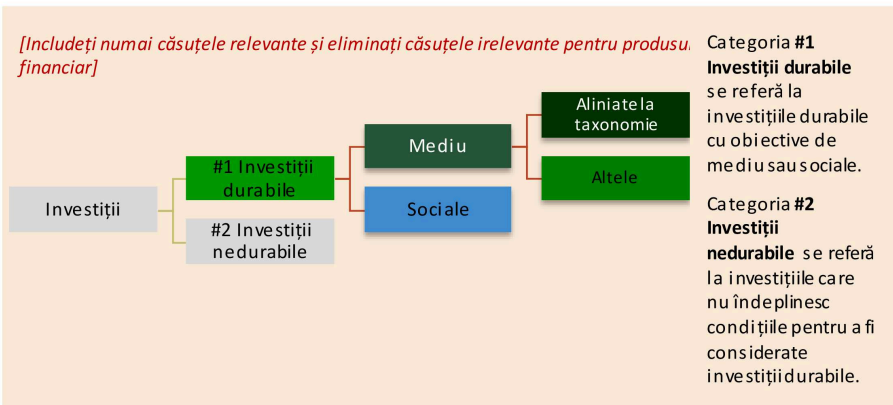 [Includeți numai căsuțele relevante și eliminați căsuțele irelevante pentru produsul
financiar]
Investiții
#1 Investiții
durabile
#2 Investiții
nedurabile
Mediu
Sociale
Aliniate la
taxonomie
Altele
Categoria #1
Investiții durabile
se referă la
investițiile durabile
cu obiective de
mediu sau sociale.
Categoria #2
Investiții
nedurabile se referă
la investițiile care
nu îndeplinesc
condițiile pentru a fi
considerate
investiții durabile.